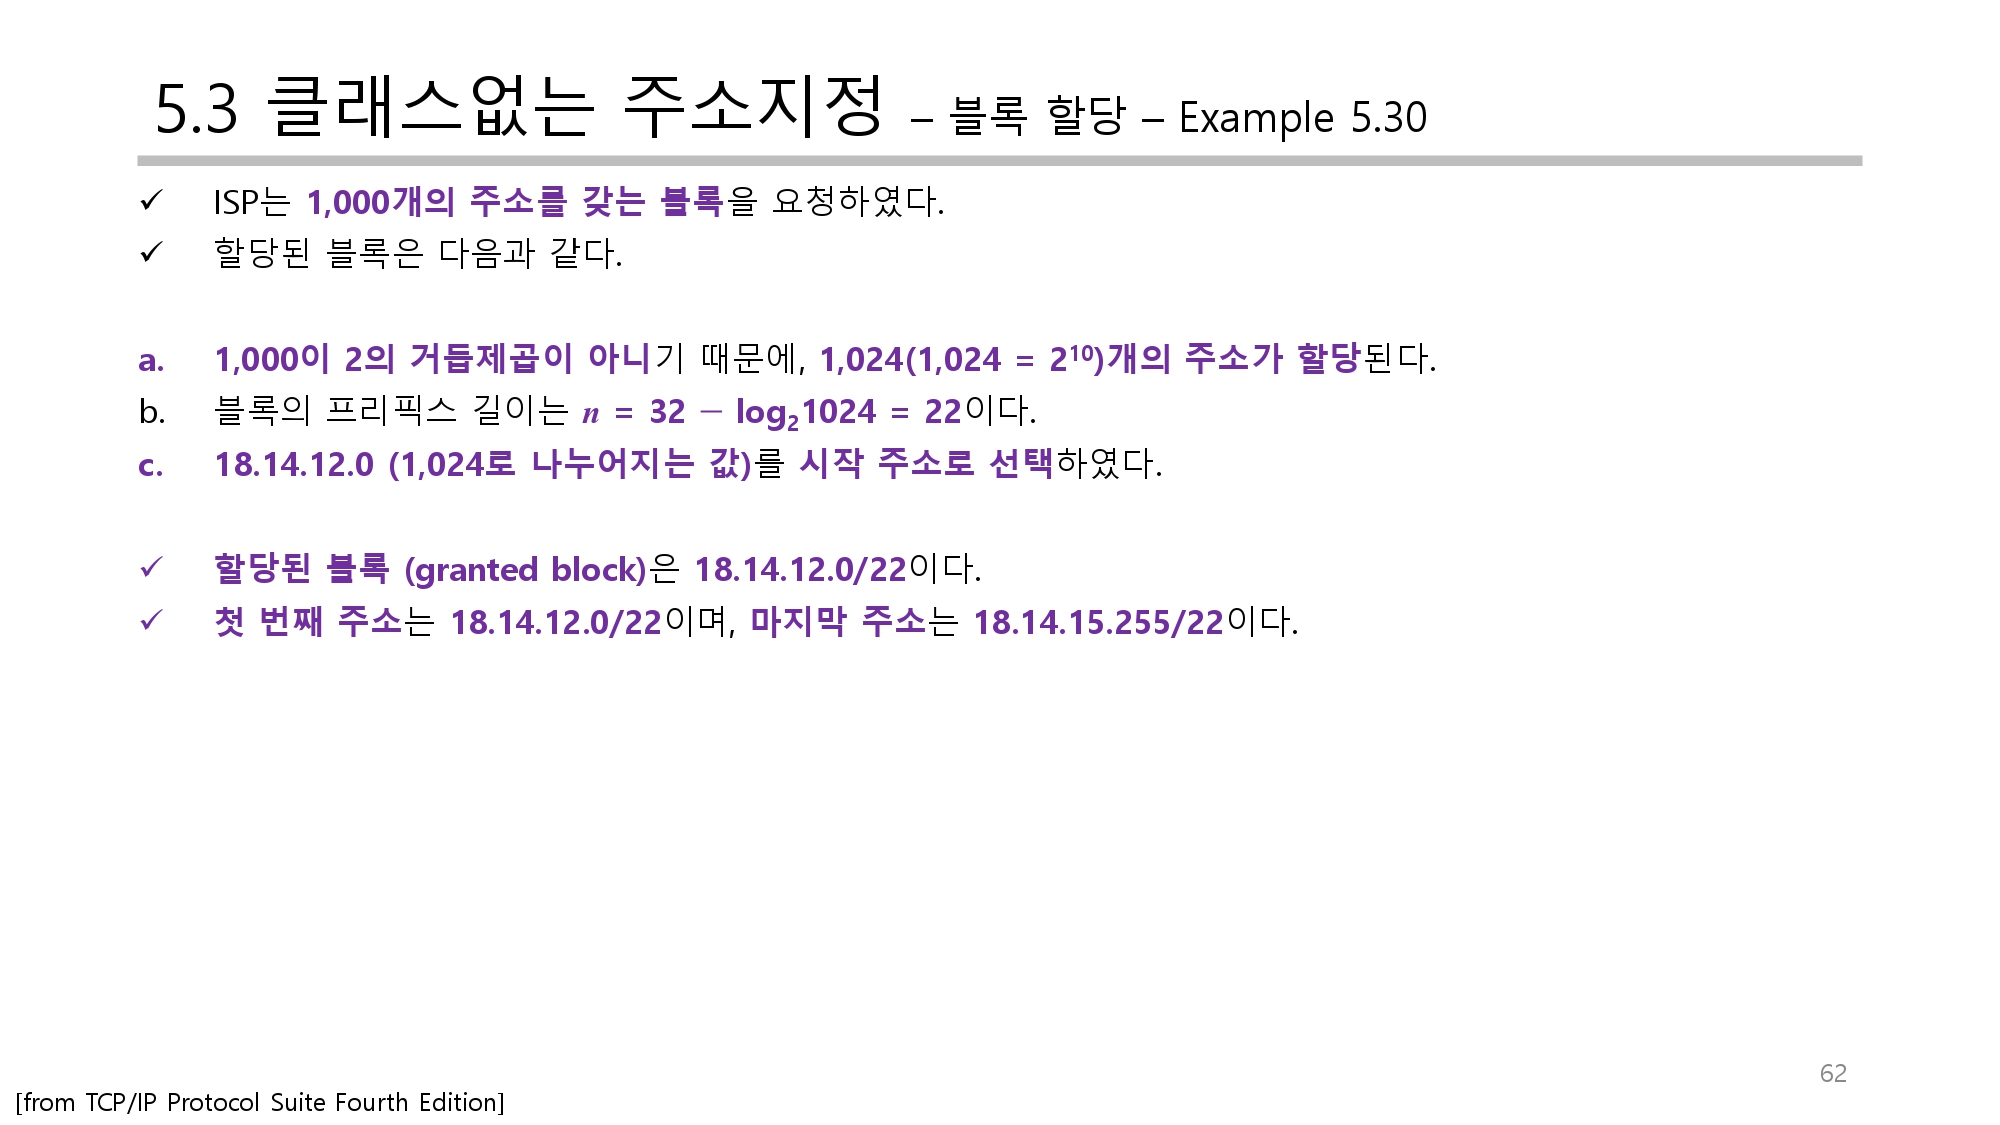 5.3 클래스없는 주소지정 – 블록 할당 – Example 5.30
✓ ISP는 1,000개의 주소를 갖는 블록을 요청하였다.
✓ 할당된 블록은 다음과 같다.
a. 1,000이 2의 거듭제곱이 아니기 때문에, 1,024(1,024 = 2¹⁰)개의 주소가 할당된다.
b. 블록의 프리픽스 길이는 n = 32 − log₂1024 = 22이다.
c. 18.14.12.0 (1,024로 나누어지는 값)를 시작 주소로 선택하였다.
✓ 할당된 블록 (granted block)은 18.14.12.0/22이다.
✓ 첫 번째 주소는 18.14.12.0/22이며, 마지막 주소는 18.14.15.255/22이다.
62
[from TCP/IP Protocol Suite Fourth Edition]